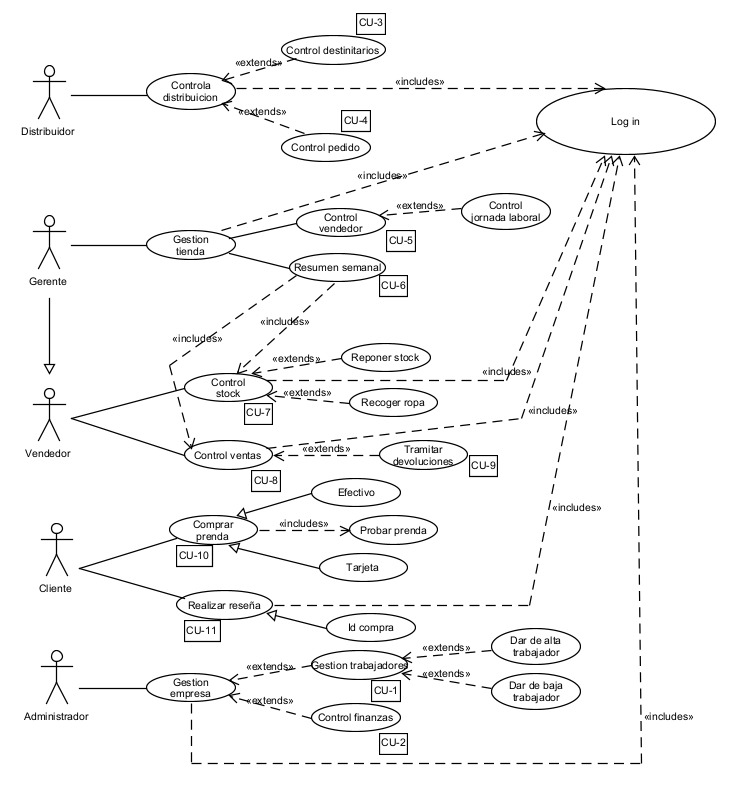 CU-3
Control destinitarios
«extends»
«includes»
Controla
distribuicion
«extends»
CU-4
Control pedido
Distribuidor
Log in
«includes»
Control
vendedor
«extends»
Control
jornada laboral
CU-5
Gestion
tienda
Resumen semanal
CU-6
Gerente
«includes»
«includes»
Reponer stock
«extends»
«includes»
Control
stock
«extends»
Recoger ropa
CU-7
«includes»
Vendedor
Control ventas
«extends»
Tramitar
devoluciones
CU-9
CU-8
Efectivo
Comprar
prenda
«includes»
Probar prenda
«includes»
CU-10
Tarjeta
Cliente
Realizar reseña
CU-11
Id compra
Dar de alta
trabajador
«extends»
Gestion trabajadores
«extends»
«extends»
CU-1
Dar de baja
trabajador
Gestion
empresa
«extends»
Control finanzas
CU-2
Administrador
«includes»